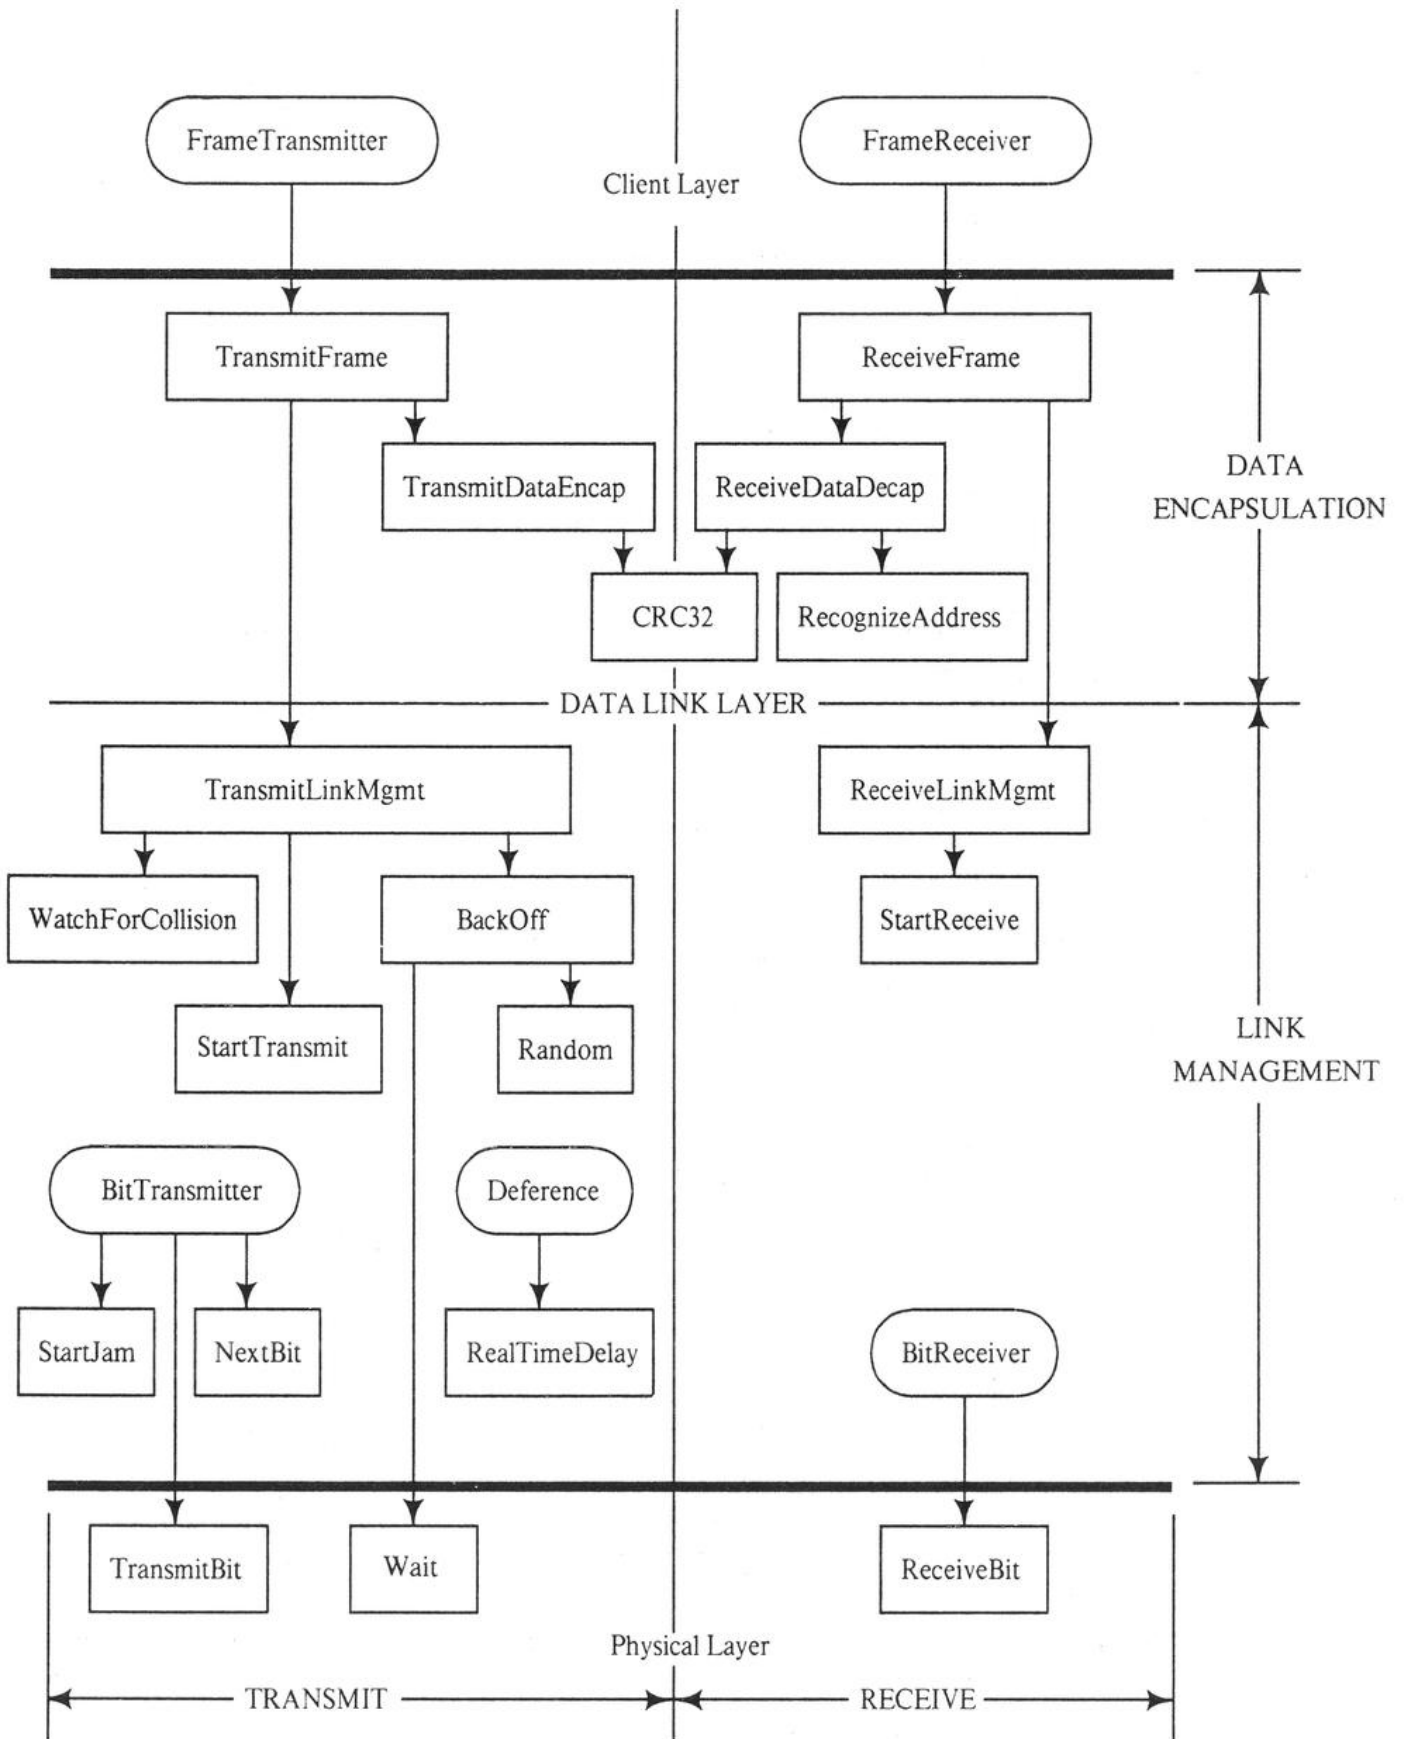 FrameTransmitter
FrameReceiver
Client Layer
TransmitFrame
ReceiveFrame
TransmitDataEncap
ReceiveDataDecap
DATA
ENCAPSULATION
CRC32
RecognizeAddress
DATA LINK LAYER
TransmitLinkMgmt
ReceiveLinkMgmt
WatchForCollision
BackOff
StartReceive
StartTransmit
Random
LINK
MANAGEMENT
BitTransmitter
Deference
StartJam
NextBit
RealTimeDelay
BitReceiver
TransmitBit
Wait
ReceiveBit
Physical Layer
TRANSMIT
RECEIVE